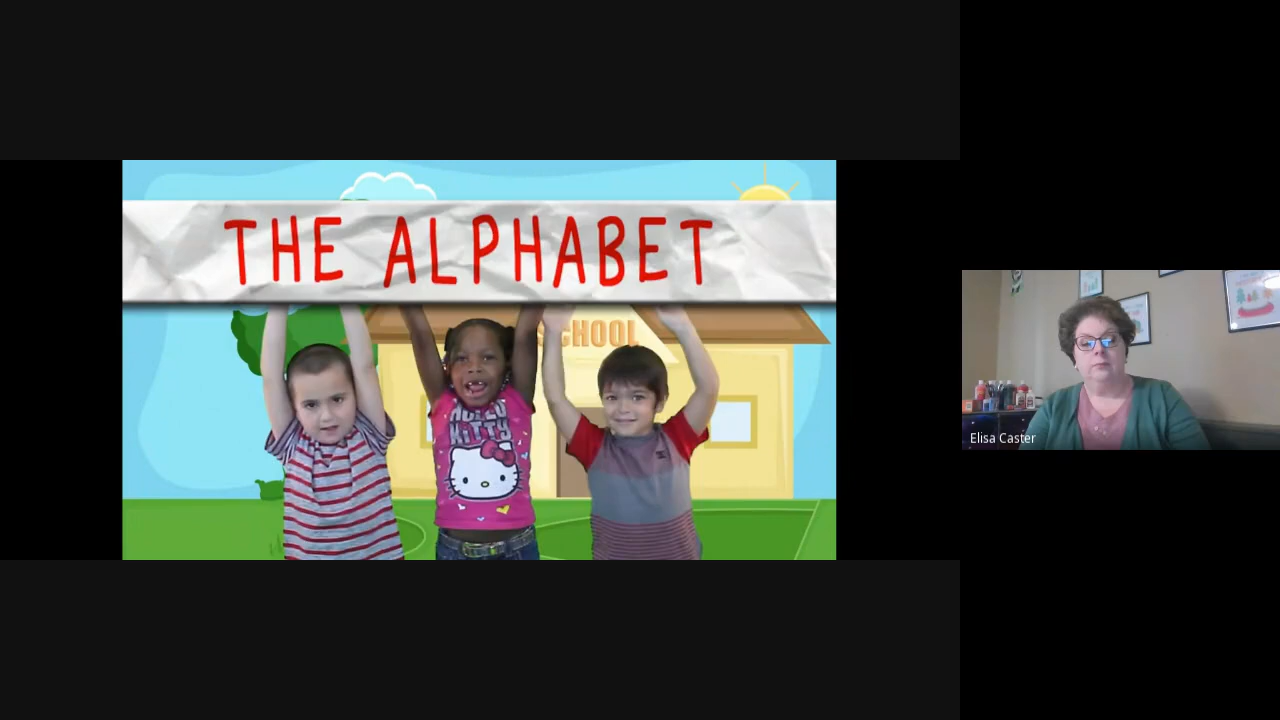 THE ALPHABET
SCHOOL
HELLO
KITTY
Elisa Caster